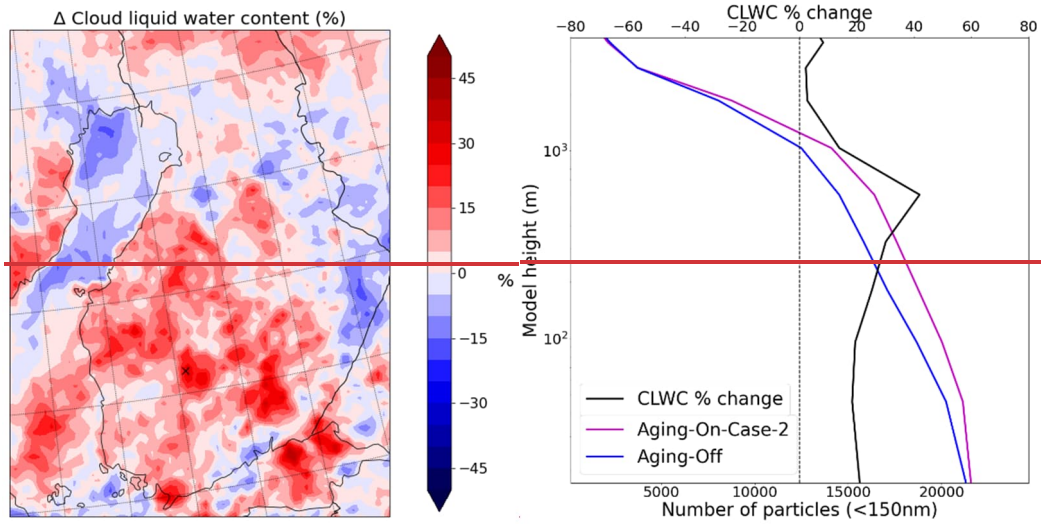 Δ Cloud liquid water content (%)
45
30
15
0
−15
−30
−45
%
CLWC % change
−80 −60 −40 −20 0 20 40 60 80
Model height (m)
10³
10²
CLWC % change
Aging-On-Case-2
Aging-Off
5000 10000 15000 20000
Number of particles (<150nm)